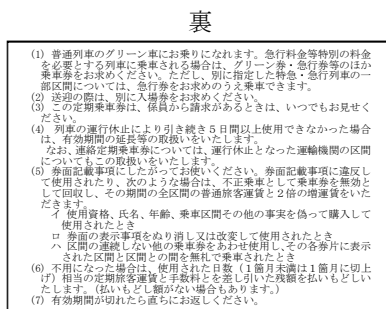 裏
(1) 普通列車のグリーン車にお乗りになれます。急行料金等特別の料金
を必要とする列車に乗車される場合は、グリーン券・急行券等のほか
乗車券をお求めください。ただし、別に指定した特急・急行列車の一
部区間については、急行券をお求めのうえ乗車できます。
(2) 送迎の際は、別に入場券をお求めください。
(3) この定期乗車券は、係員から請求があるときは、いつでもお見せく
ださい。
(4) 列車の運行休止により引き続き5日間以上使用できなかった場合
は、有効期間の延長等の取扱いをいたします。
なお、連絡定期乗車券については、運行休止となった運輸機関の区間
についてもこの取扱いをいたします。
(5) 券面記載事項にしたがってお使いください。券面記載事項に違反し
て使用されたり、次のような場合は、不正乗車として乗車券を無効と
して回収し、その期間の全区間の普通旅客運賃と2倍の増運賃をいた
だきます。
イ 使用資格、氏名、年齢、乗車区間その他の事実を偽って購入して
使用されたとき
ロ 券面の表示事項をぬり消し又は改変して使用されたとき
ハ 区間の連続しない他の乗車券をあわせ使用し、その各券片に表示
された区間と区間との間を無札で乗車されたとき
(6) 不用になった場合は、使用された日数(1箇月未満は1箇月に切上
げ)相当の定期旅客運賃と手数料とを差し引いた残額を払いもどしい
たします。(払いもどし額がない場合もあります。)
(7) 有効期間が切れたら直ちにお返しください。